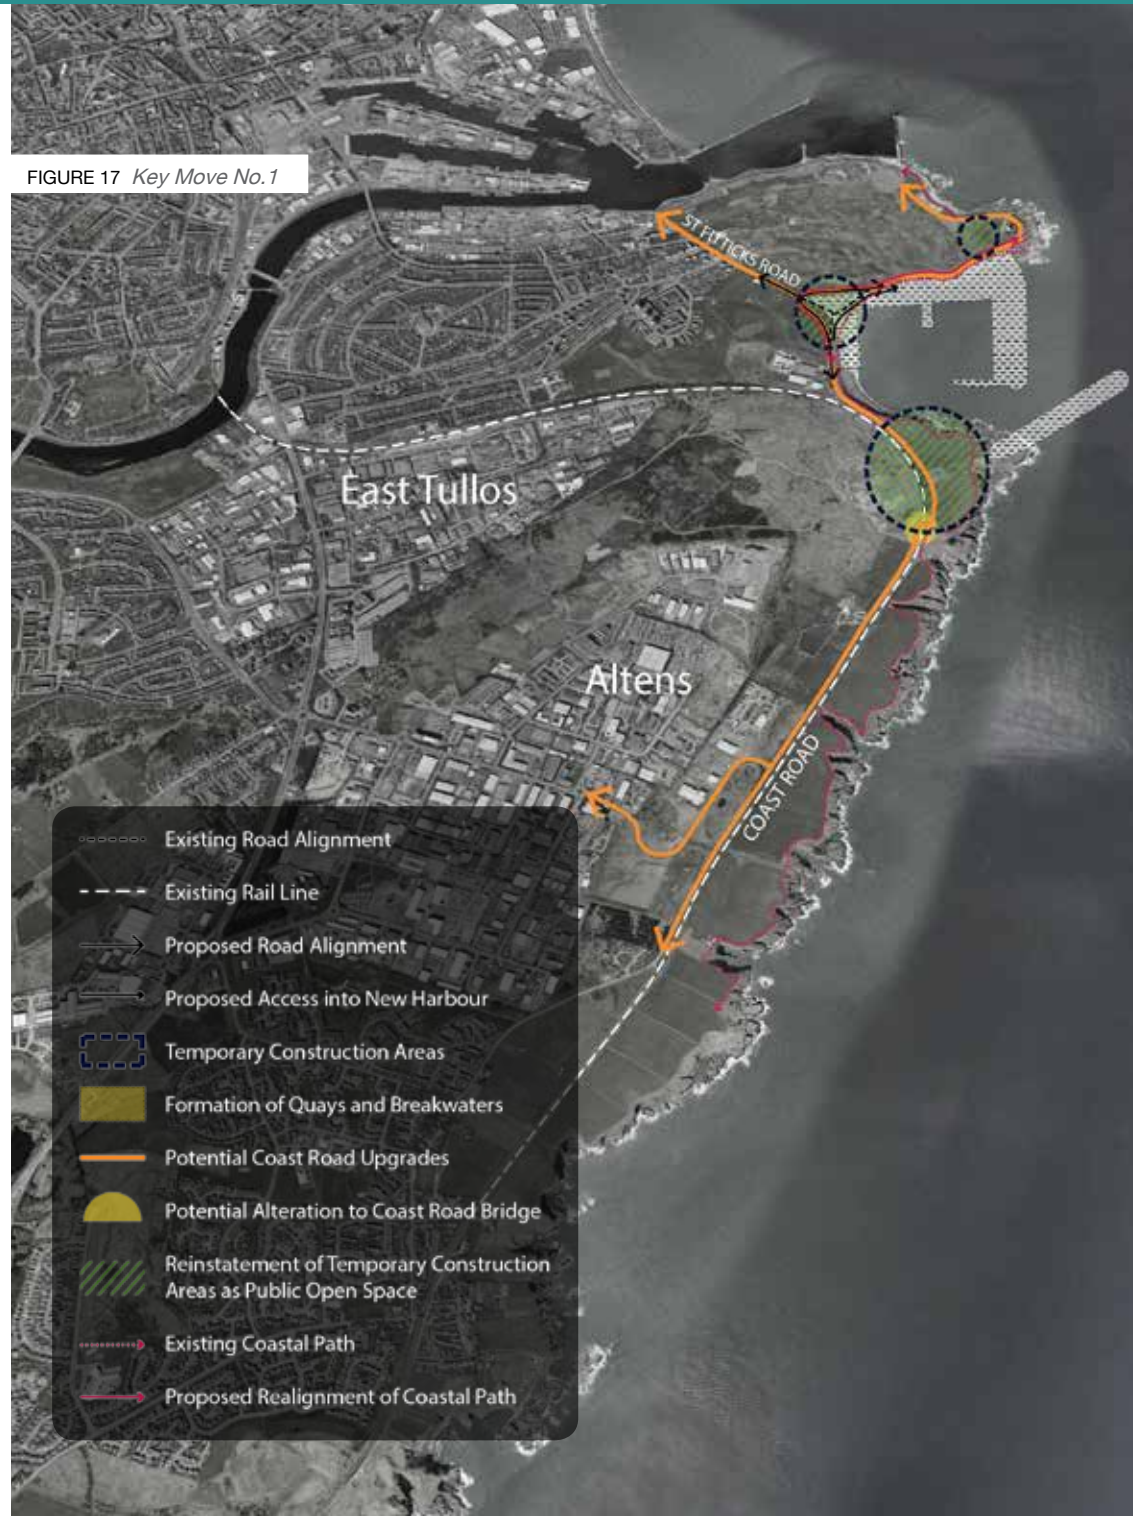 FIGURE 17 Key Move No.1
ST FITTICKS ROAD
East Tullos
Altens
COAST ROAD
Existing Road Alignment
Existing Rail Line
Proposed Road Alignment
Proposed Access into New Harbour
Temporary Construction Areas
Formation of Quays and Breakwaters
Potential Coast Road Upgrades
Potential Alteration to Coast Road Bridge
Reinstatement of Temporary Construction
Areas as Public Open Space
Existing Coastal Path
Proposed Realignment of Coastal Path